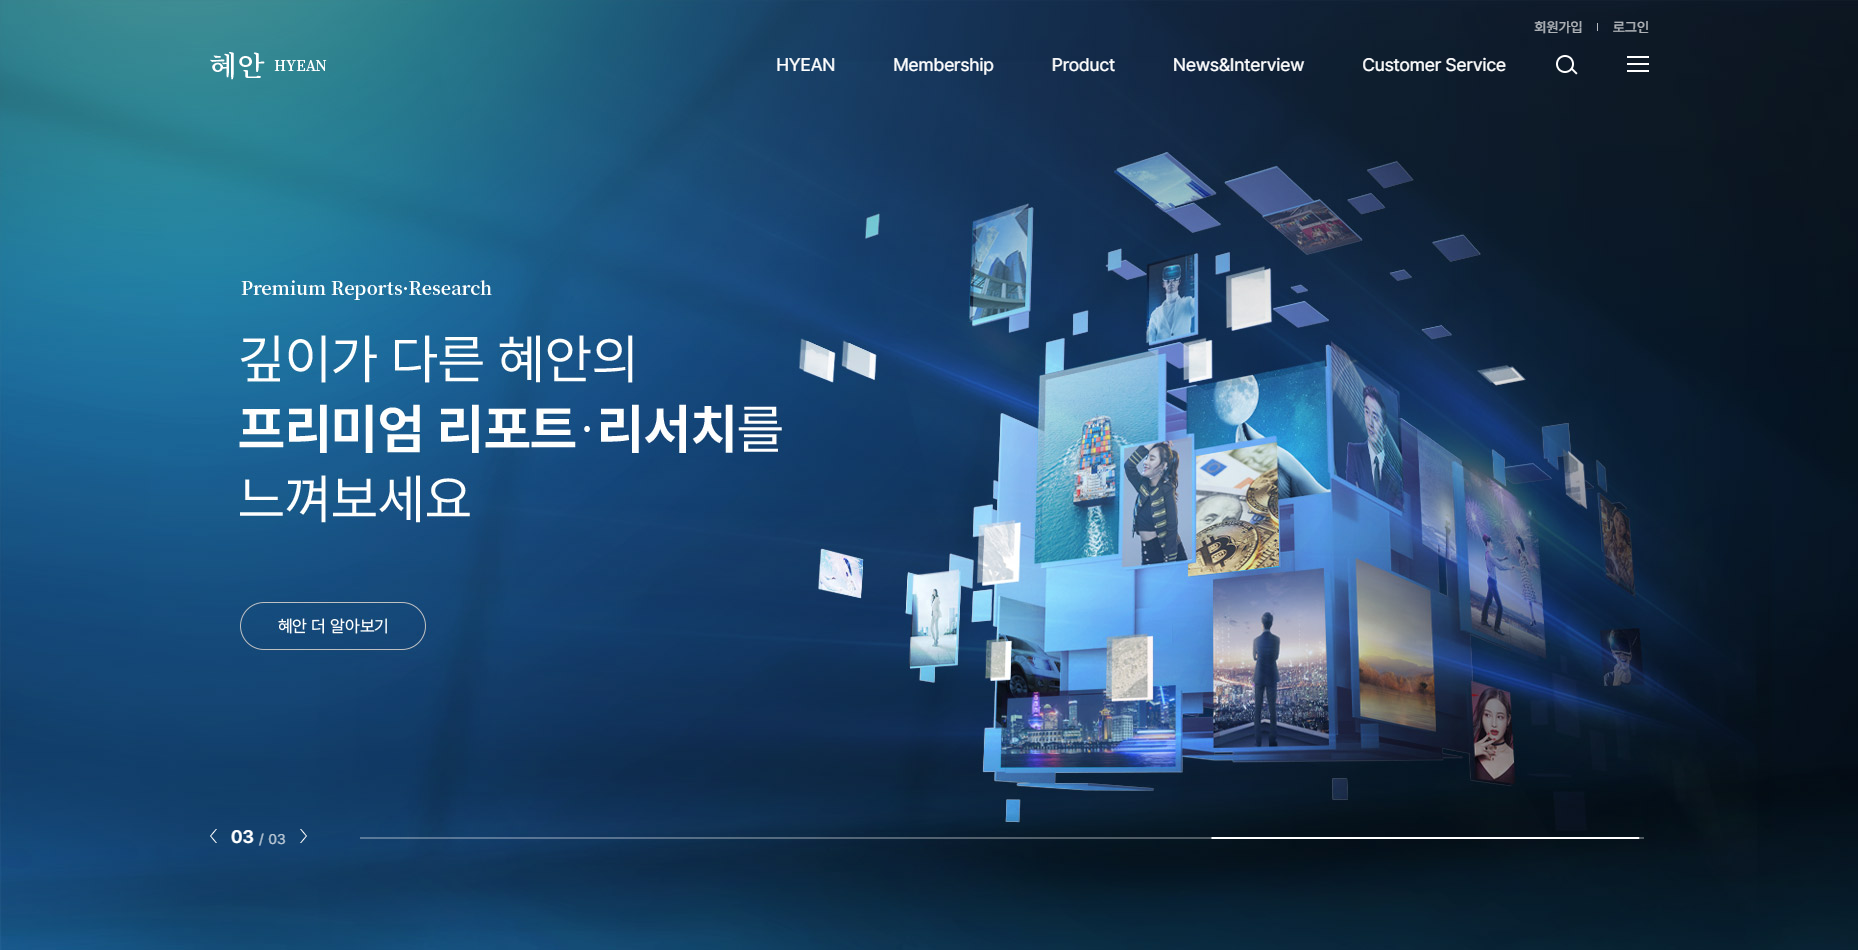 회원가입 로그인
혜안 HYEAN
HYEAN Membership Product News&Interview Customer Service
Premium Reports·Research
깊이가 다른 혜안의
프리미엄 리포트·리서치를
느껴보세요
혜안 더 알아보기
03 / 03